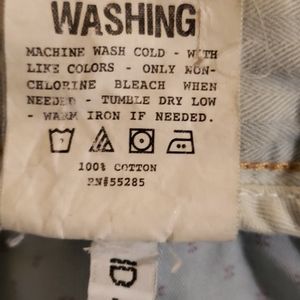 WASHING
MACHINE WASH COLD - WITH
LIKE COLORS - ONLY NON-
CHLORINE BLEACH WHEN
NEEDED - TUMBLE DRY LOW
- WARM IRON IF NEEDED.
100% COTTON
RN#55285